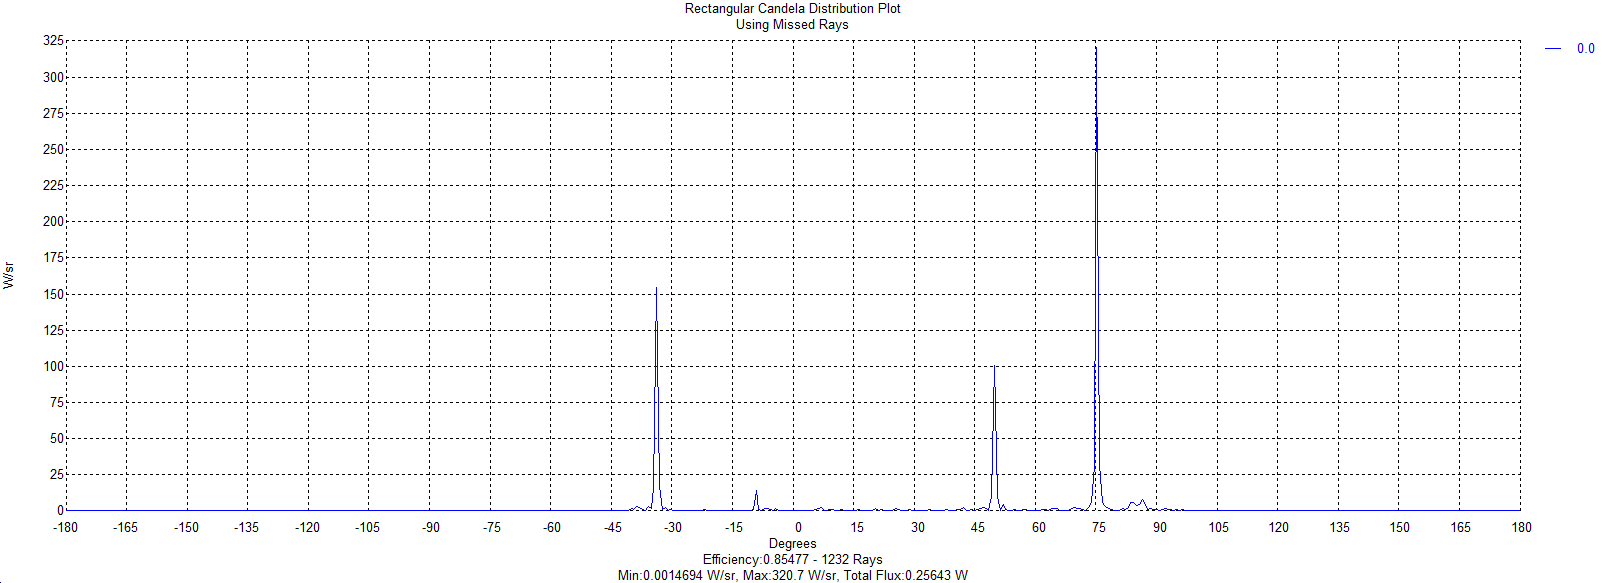 Rectangular Candela Distribution Plot
Using Missed Rays
0.0
325
300
275
250
225
200
175
150
125
100
75
50
25
0
W/sr
-180 -165 -150 -135 -120 -105 -90 -75 -60 -45 -30 -15 0 15 30 45 60 75 90 105 120 135 150 165 180
Degrees
Efficiency:0.85477 - 1232 Rays
Min:0.0014694 W/sr, Max:320.7 W/sr, Total Flux:0.25643 W